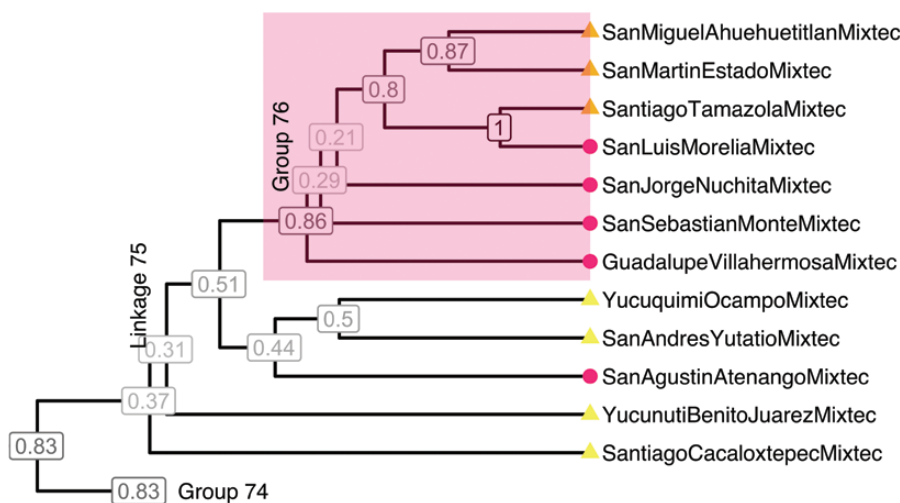 SanMiguelAhuehuetitlanMixtec
0.87
SanMartinEstadoMixtec
0.8
SantiagoTamazolaMixtec
1
0.21
SanLuisMoreliaMixtec
Group 76
0.29
SanJorgeNuchitaMixtec
0.86
SanSebastianMonteMixtec
GuadalupeVillahermosaMixtec
Linkage 75
0.51
YucuquimiOcampoMixtec
0.5
SanAndresYutatioMixtec
0.31
0.44
SanAgustinAtenangoMixtec
0.37
YucunutiBenitoJuarezMixtec
0.83
SantiagoCacaloxtepecMixtec
0.83 Group 74